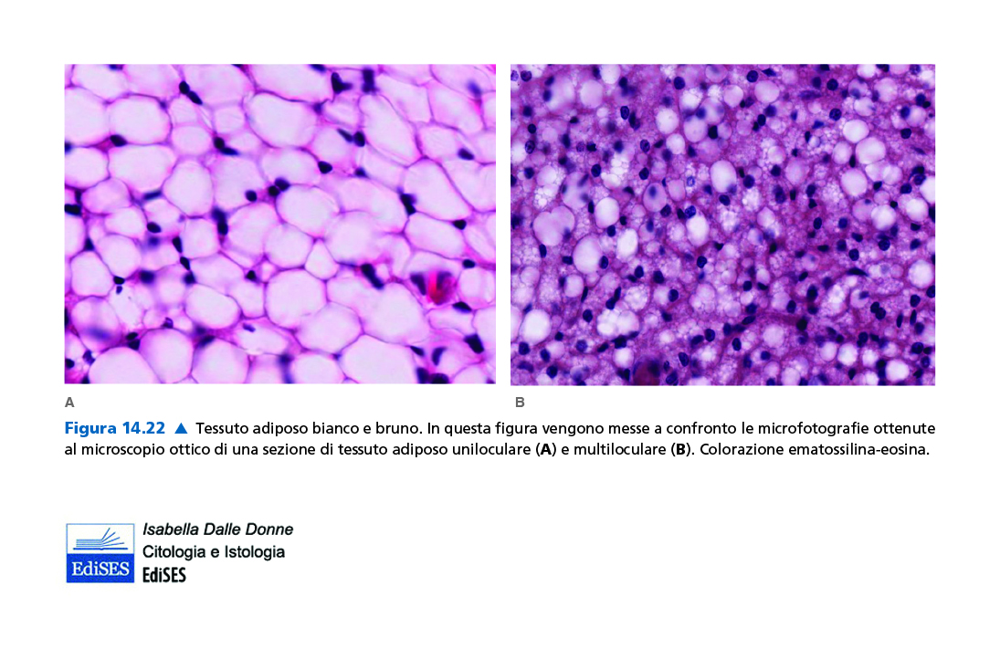 A
B
Figura 14.22 ▲ Tessuto adiposo bianco e bruno. In questa figura vengono messe a confronto le microfotografie ottenute
al microscopio ottico di una sezione di tessuto adiposo uniloculare (A) e multiloculare (B). Colorazione ematossilina-eosina.
EdiSES
Isabella Dalle Donne
Citologia e Istologia
EdiSES